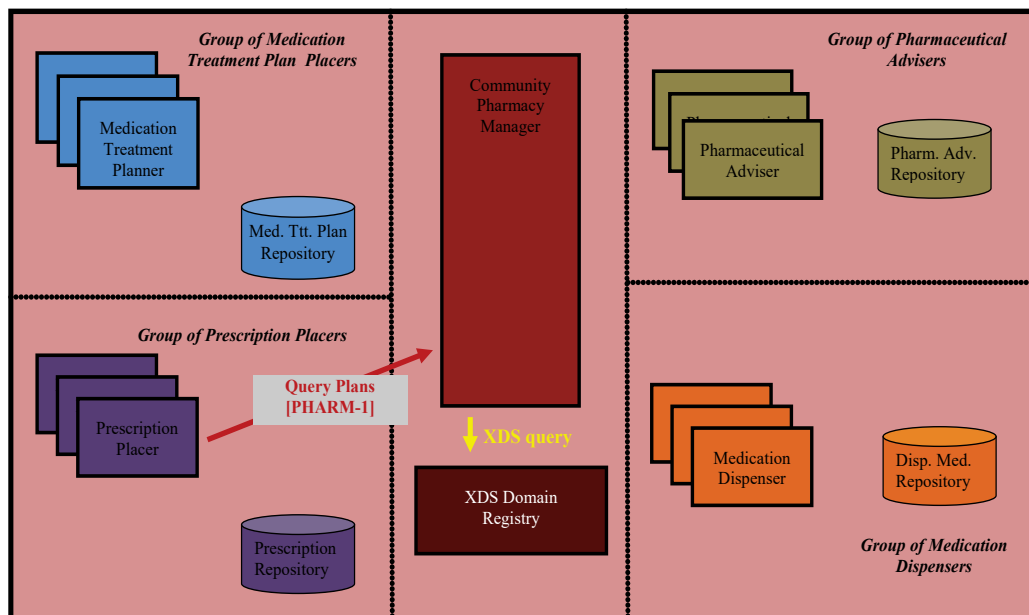 Group of Medication
Treatment Plan Placers
Medication
Treatment
Planner
Med. Ttt. Plan
Repository
Community
Pharmacy
Manager
Group of Pharmaceutical
Advisers
Pharmaceutical
Adviser
Pharm. Adv.
Repository
Group of Prescription Placers
Query Plans
[PHARM-1]
Prescription
Placer
Prescription
Repository
XDS query
XDS Domain
Registry
Medication
Dispenser
Disp. Med.
Repository
Group of Medication
Dispensers